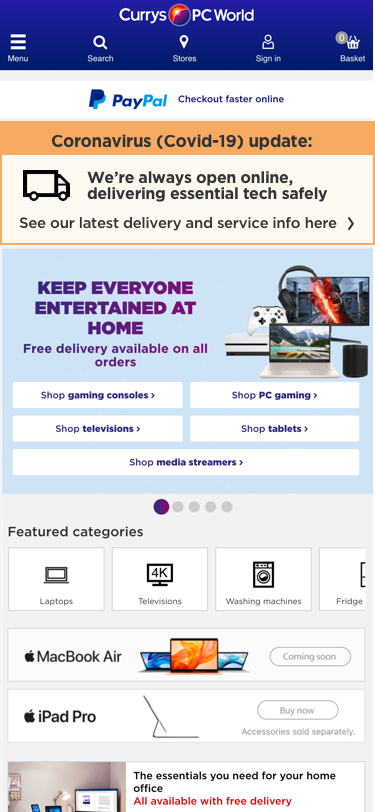 Currys PC World
Menu
Search
Stores
Sign in
0
Basket
PayPal Checkout faster online
Coronavirus (Covid-19) update:
We're always open online,
delivering essential tech safely
See our latest delivery and service info here ❯
KEEP EVERYONE
ENTERTAINED AT
HOME
Free delivery available on all
orders
Shop gaming consoles ›
Shop PC gaming ›
Shop televisions ›
Shop tablets ›
Shop media streamers ›
Featured categories
4K
Laptops
Televisions
Washing machines
Fridge
MacBook Air
Coming soon
iPad Pro
Buy now
Accessories sold separately.
The essentials you need for your home
office
All available with free delivery